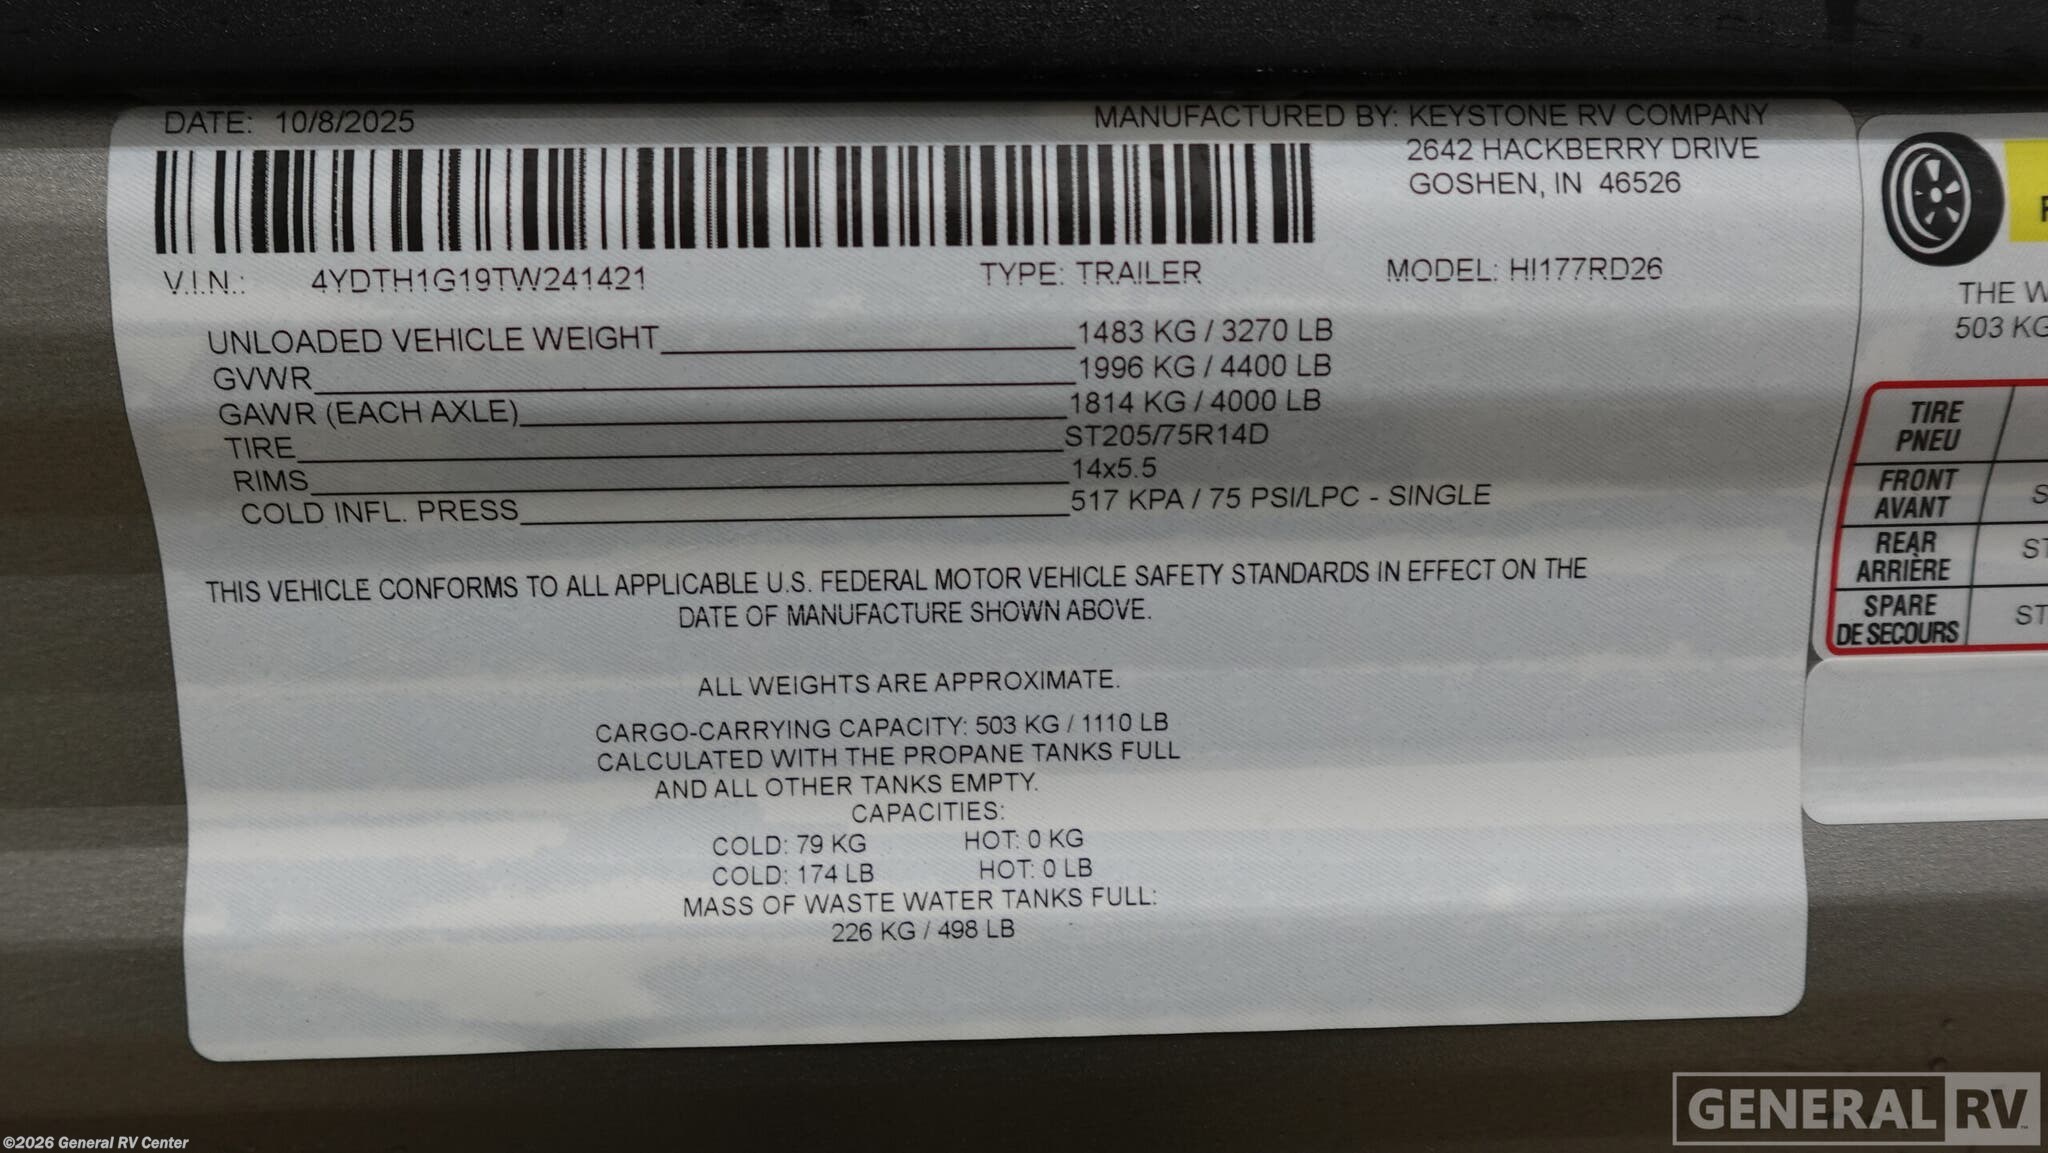 DATE: 10/8/2025
MANUFACTURED BY: KEYSTONE RV COMPANY
2642 HACKBERRY DRIVE
GOSHEN, IN 46526
V.I.N.: 4YDTH1G19TW241421 TYPE: TRAILER MODEL: HI177RD26
UNLOADED VEHICLE WEIGHT 1483 KG / 3270 LB
GVWR 1996 KG / 4400 LB
GAWR (EACH AXLE) 1814 KG / 4000 LB
TIRE ST205/75R14D
RIMS 14x5.5
COLD INFL. PRESS 517 KPA / 75 PSI/LPC - SINGLE
THIS VEHICLE CONFORMS TO ALL APPLICABLE U.S. FEDERAL MOTOR VEHICLE SAFETY STANDARDS IN EFFECT ON THE
DATE OF MANUFACTURE SHOWN ABOVE.
ALL WEIGHTS ARE APPROXIMATE.
CARGO-CARRYING CAPACITY: 503 KG / 1110 LB
CALCULATED WITH THE PROPANE TANKS FULL
AND ALL OTHER TANKS EMPTY.
CAPACITIES:
COLD: 79 KG HOT: 0 KG
COLD: 174 LB HOT: 0 LB
MASS OF WASTE WATER TANKS FULL:
226 KG / 498 LB
THE
503 KG
TIRE
PNEU
FRONT
AVANT
REAR
ARRIÈRE
ST
SPARE
DE SECOURS
ST
GENERAL RV
©2026 General RV Center